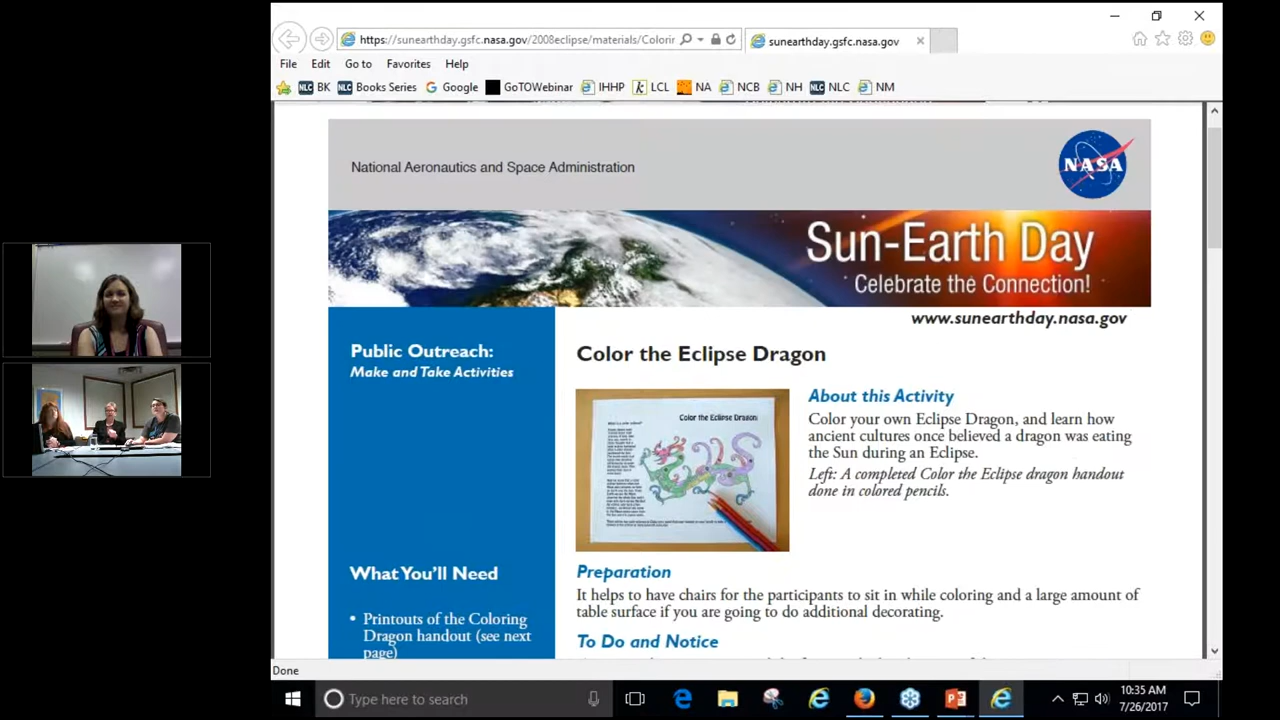 https://sunearthday.gsfc.nasa.gov/2008eclipse/materials/Colorir
sunearthday.gsfc.nasa.gov
File Edit Go to Favorites Help
NLC BK NLC Books Series Google GoTOWebinar IHHP LCL NA NCB NH NLC NM
National Aeronautics and Space Administration
NASA
Sun-Earth Day
Celebrate the Connection!
www.sunearthday.nasa.gov
Public Outreach:
Make and Take Activities
Color the Eclipse Dragon
Color the Eclipse Dragon
About this Activity
Color your own Eclipse Dragon, and learn how
ancient cultures once believed a dragon was eating
the Sun during an Eclipse.
Left: A completed Color the Eclipse dragon handout
done in colored pencils.
What You'll Need
• Printouts of the Coloring
Dragon handout (see next
page)
Preparation
It helps to have chairs for the participants to sit in while coloring and a large amount of
table surface if you are going to do additional decorating.
To Do and Notice
Done
Type here to search
10:35 AM
7/26/2017